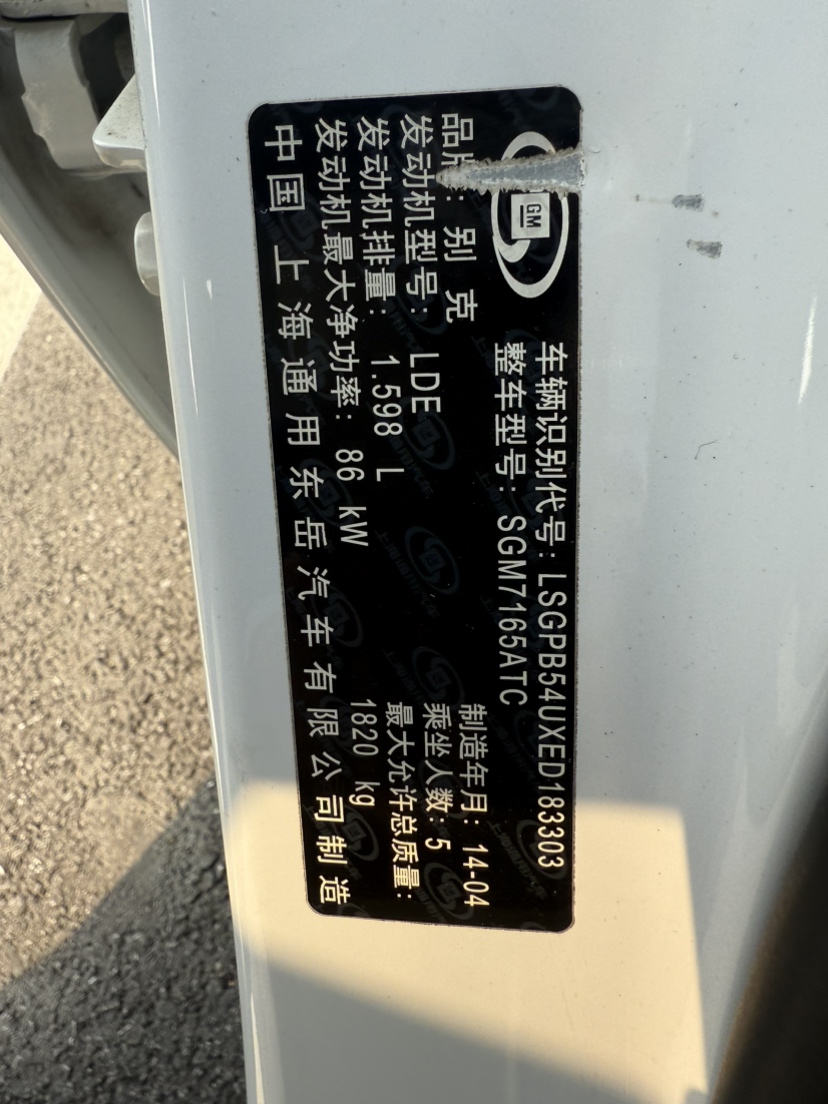 GM
车辆识别代号: LSGPB54UXED183303
整车型号: SGM7165ATC
品牌: 别克
制造年月: 14-04
发动机型号: LDE
乘坐人数: 5
发动机排量: 1.598 L
最大允许总质量:
发动机最大净功率: 86 kW
1820 kg
中国 上海通用东岳汽车有限公司制造